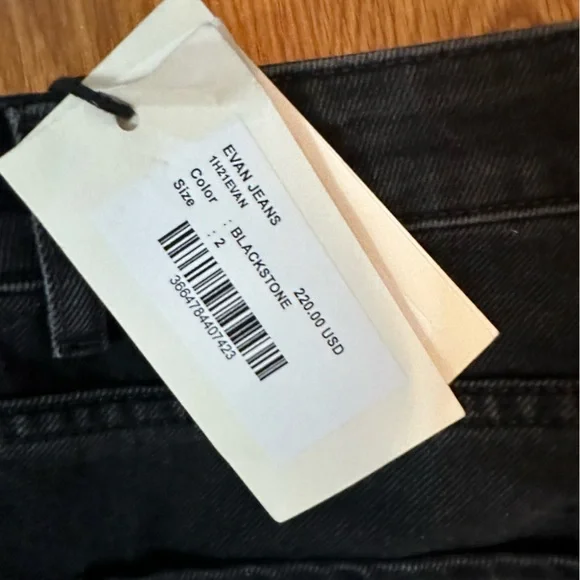 EVAN JEANS
1H21EVAN
Color : BLACKSTONE
Size : 2
220.00 USD
3664784407423